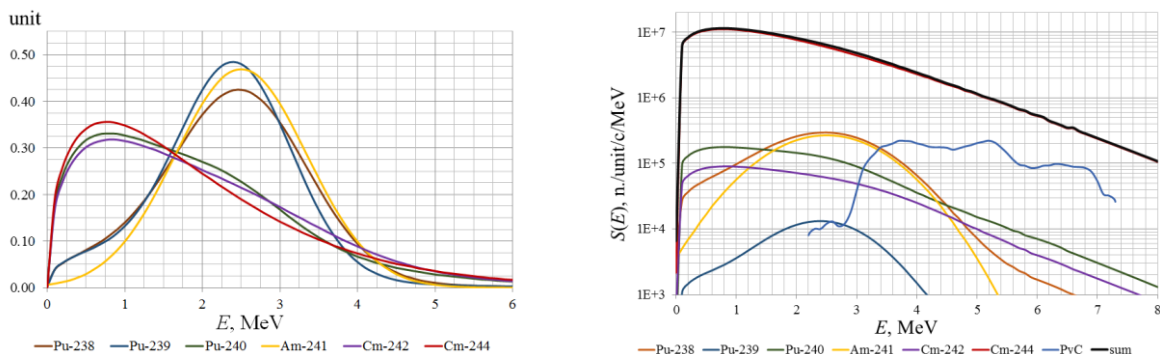 unit
0.50
0.40
0.30
0.20
0.10
0.00
0 1 2 3 4 5 6
E, MeV
Pu-238 Pu-239 Pu-240 Am-241 Cm-242 Cm-244
S(E), n./unit/c/MeV
1E+7
1E+6
1E+5
1E+4
1E+3
0 1 2 3 4 5 6 7 8
E, MeV
Pu-238 Pu-239 Pu-240 Am-241 Cm-242 Cm-244 PvC sum